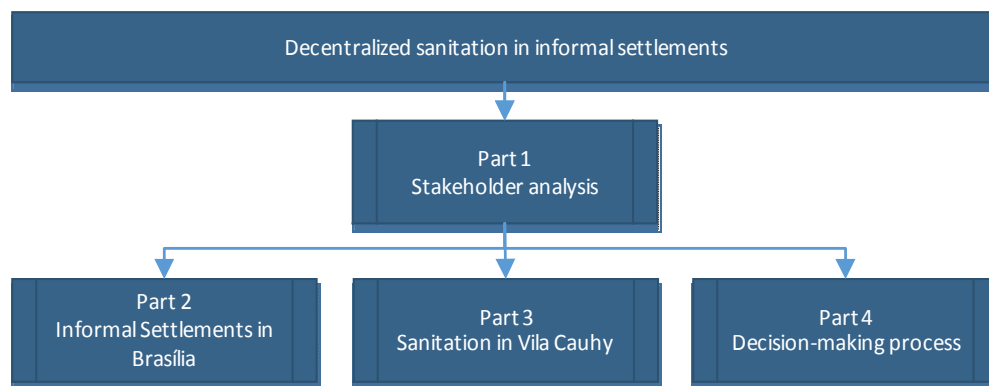 Decentralized sanitation in informal settlements
Part 1
Stakeholder analysis
Part 2
Informal Settlements in
Brasília
Part 3
Sanitation in Vila Cauhy
Part 4
Decision-making process